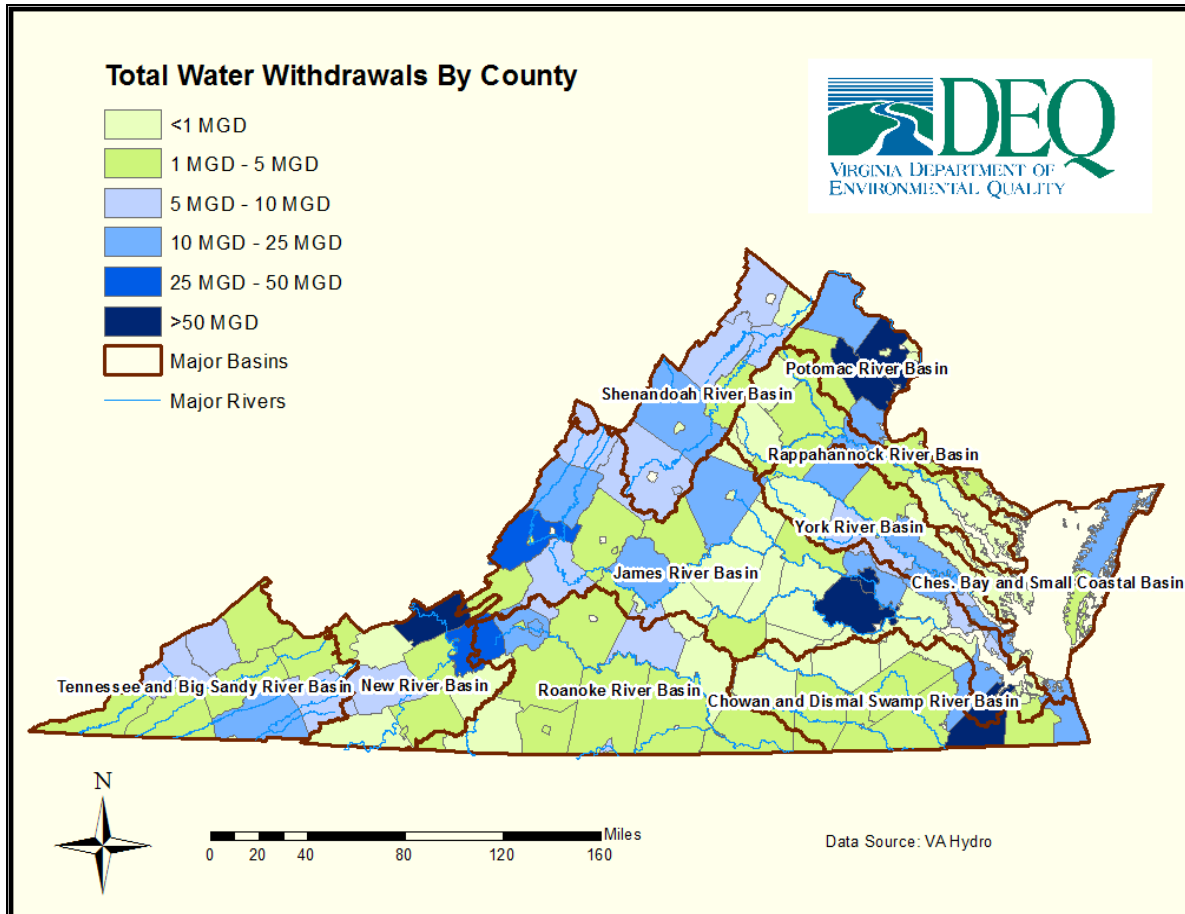 Total Water Withdrawals By County
<1 MGD
1 MGD - 5 MGD
5 MGD - 10 MGD
10 MGD - 25 MGD
25 MGD - 50 MGD
>50 MGD
Major Basins
Major Rivers
DEQ
VIRGINIA DEPARTMENT OF
ENVIRONMENTAL QUALITY
Potomac River Basin
Shenandoah River Basin
Rappahannock River Basin
York River Basin
James River Basin
Ches. Bay and Small Coastal Basin
Tennessee and Big Sandy River Basin
New River Basin
Roanoke River Basin
Chowan and Dismal Swamp River Basin
N
Miles
0 20 40 80 120 160
Data Source: VA Hydro